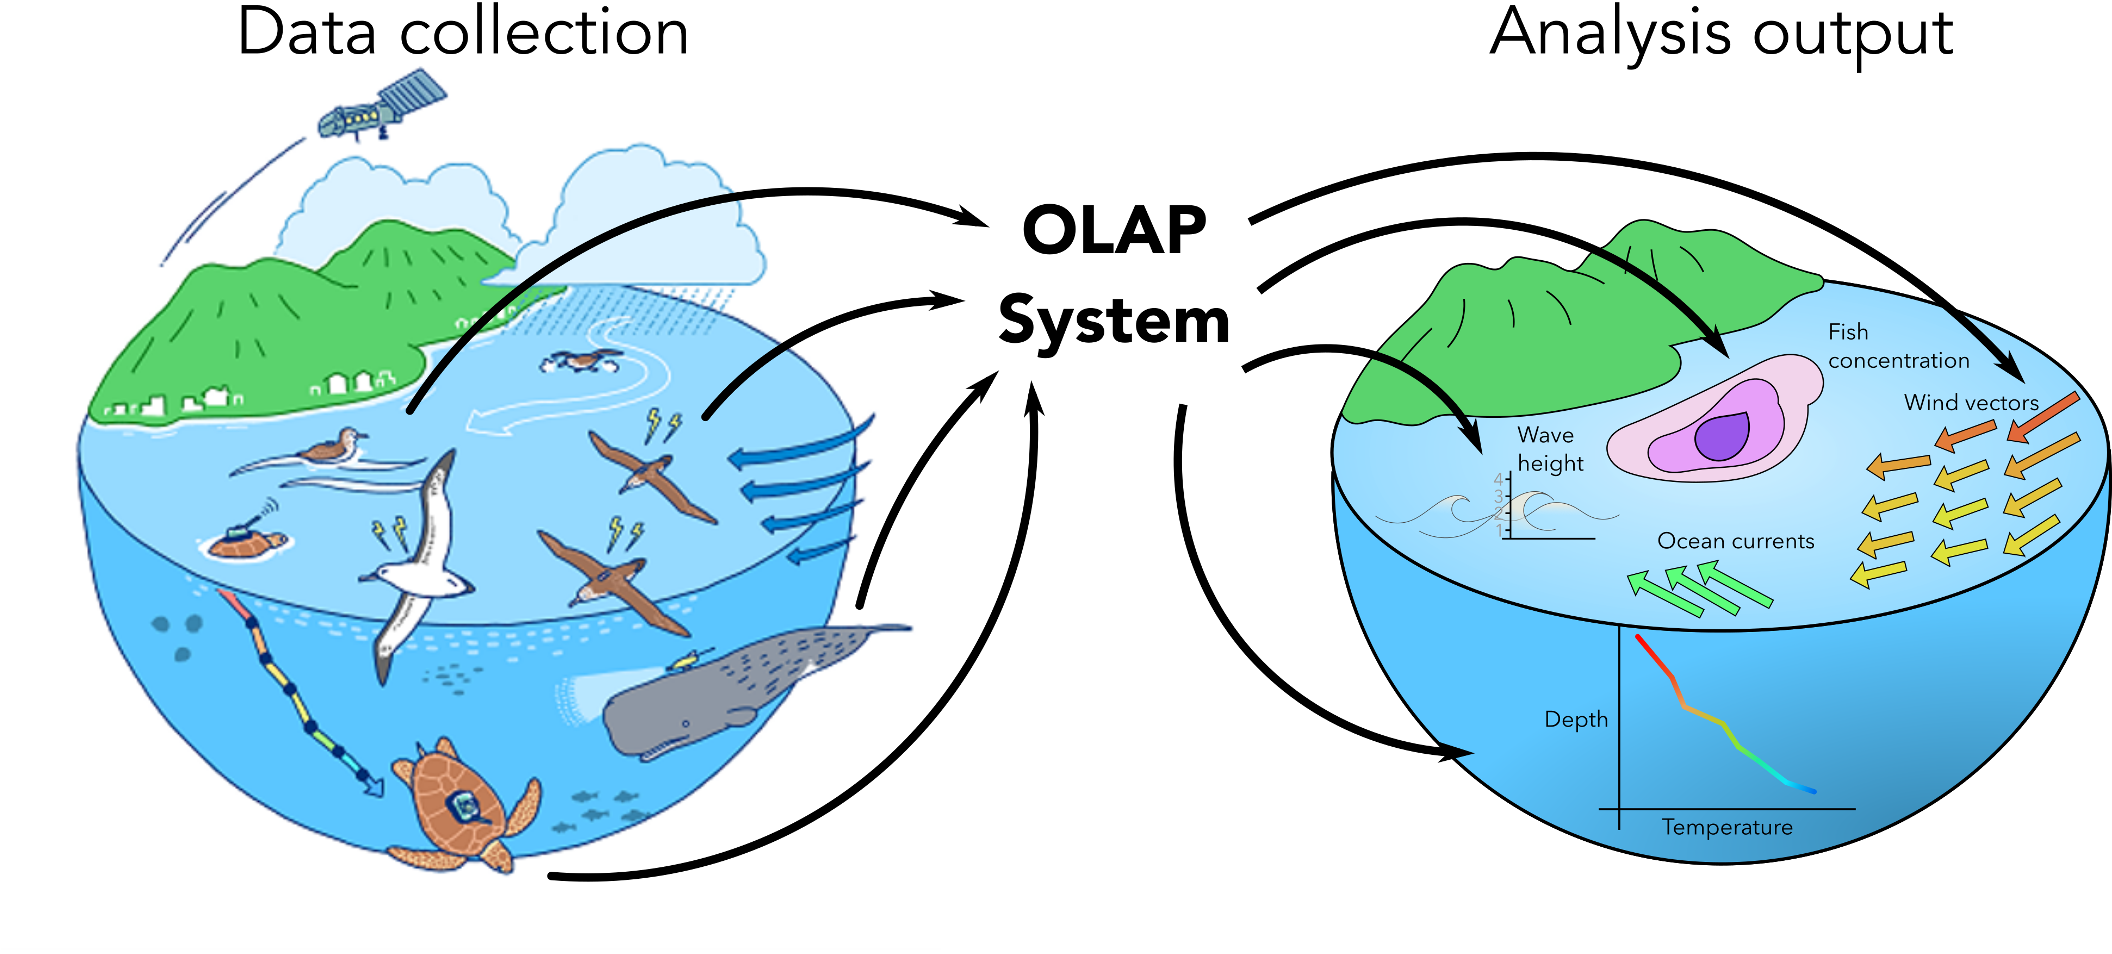 Data collection
Analysis output
OLAP
System
Fish
concentration
Wind vectors
Wave
height
4
3
2
1
Ocean currents
Depth
Temperature